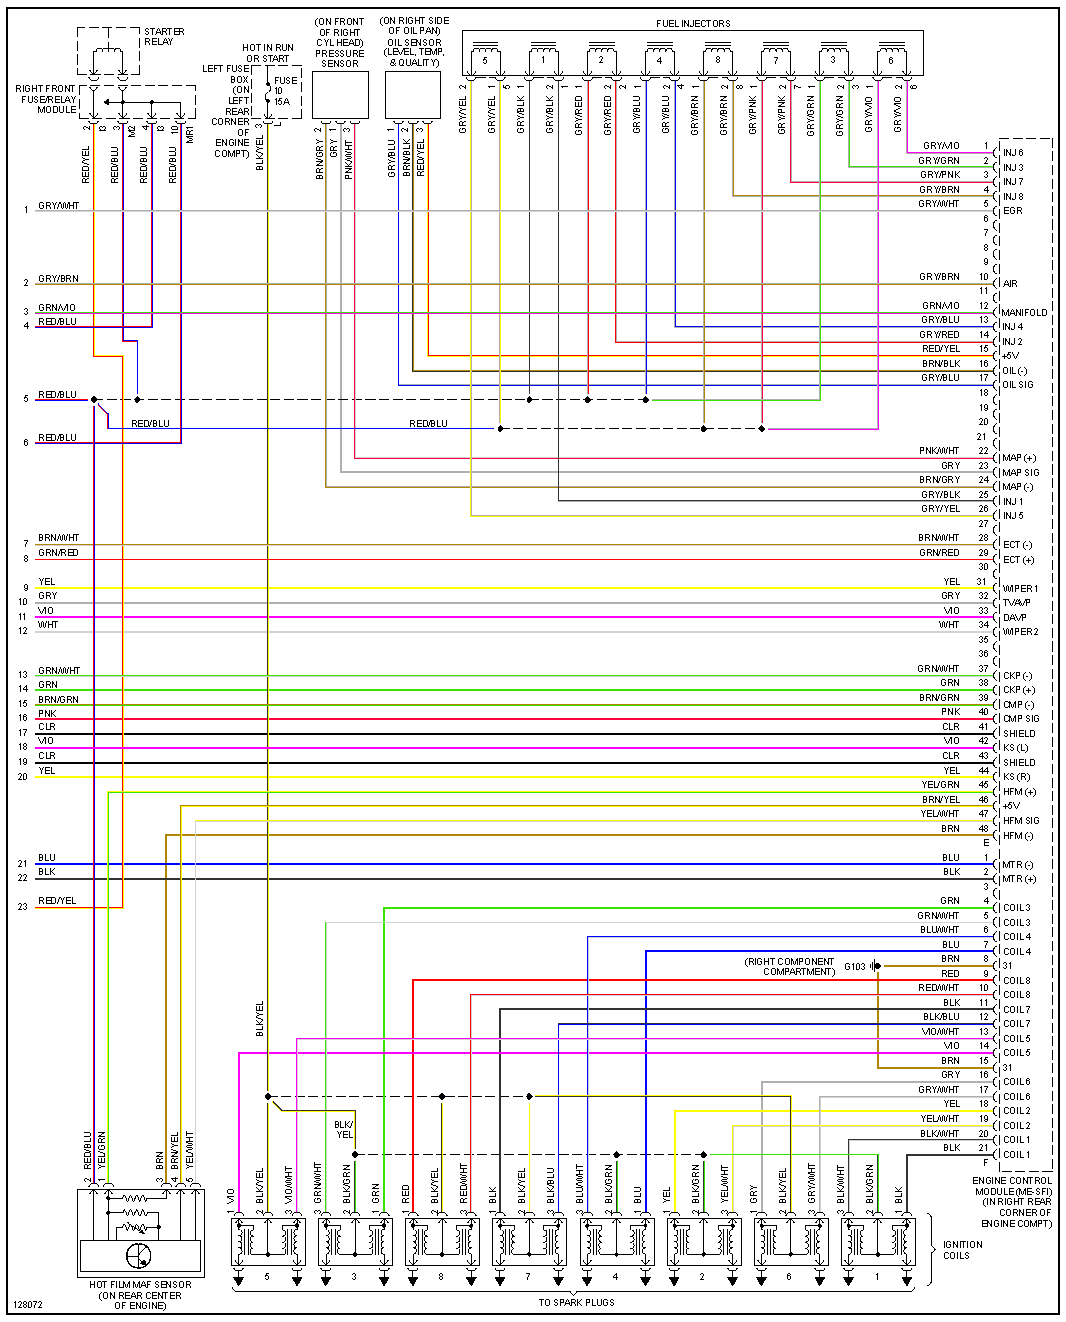 STARTER
RELAY
RIGHT FRONT
FUSE/RELAY
MODULE
2
I3
3
M2
4
I3
10
MR1
RED/YEL
RED/BLU
RED/BLU
RED/BLU
HOT IN RUN
OR START
LEFT FUSE
BOX
(ON
LEFT
REAR
CORNER
OF
ENGINE
COMPT)
FUSE
10
15A
3
L
BLK/YEL
(ON FRONT
OF RIGHT
CYL HEAD)
PRESSURE
SENSOR
2
1
3
BRN/GRY
GRY
PNK/WHT
(ON RIGHT SIDE
OF OIL PAN)
OIL SENSOR
(LEVEL, TEMP,
& QUALITY)
1
2
3
GRY/BLU
BRN/BLK
RED/YEL
FUEL INJECTORS
5
1
2
4
8
7
3
6
2
1
5
1
2
1
1
2
2
1
2
4
1
2
8
1
2
7
1
2
3
1
2
6
GRY/YEL
GRY/YEL
GRY/BLK
GRY/BLK
GRY/RED
GRY/RED
GRY/BLU
GRY/BLU
GRY/BRN
GRY/BRN
GRY/PNK
GRY/PNK
GRY/GRN
GRY/GRN
GRY/VIO
GRY/VIO
GRY/VIO 1 INJ 6
GRY/GRN 2 INJ 3
GRY/PNK 3 INJ 7
GRY/BRN 4 INJ 8
1 GRY/WHT GRY/WHT 5 EGR
6
7
8
9
2 GRY/BRN GRY/BRN 10 AIR
11
3 GRN/VIO GRN/VIO 12 MANIFOLD
4 RED/BLU GRY/BLU 13 INJ 4
GRY/RED 14 INJ 2
RED/YEL 15 +5V
BRN/BLK 16 OIL (-)
GRY/BLU 17 OIL SIG
5 RED/BLU 18
19
RED/BLU RED/BLU 20
6 RED/BLU 21
PNK/WHT 22 MAP (+)
GRY 23 MAP SIG
BRN/GRY 24 MAP (-)
GRY/BLK 25 INJ 1
GRY/YEL 26 INJ 5
27
7 BRN/WHT BRN/WHT 28 ECT (-)
8 GRN/RED GRN/RED 29 ECT (+)
30
9 YEL YEL 31 WIPER 1
10 GRY GRY 32 TVAVP
11 VIO VIO 33 DAVP
12 WHT WHT 34 WIPER 2
35
36
13 GRN/WHT GRN/WHT 37 CKP (-)
14 GRN GRN 38 CKP (+)
15 BRN/GRN BRN/GRN 39 CMP (-)
16 PNK PNK 40 CMP SIG
17 CLR CLR 41 SHIELD
18 VIO VIO 42 KS (L)
19 CLR CLR 43 SHIELD
20 YEL YEL 44 KS (R)
YEL/GRN 45 HFM (+)
BRN/YEL 46 +5V
YEL/WHT 47 HFM SIG
BRN 48 HFM (-)
E
21 BLU BLU 1 MTR (-)
22 BLK BLK 2 MTR (+)
3
23 RED/YEL GRN 4 COIL 3
GRN/WHT 5 COIL 3
BLU/WHT 6 COIL 4
BLU 7 COIL 4
(RIGHT COMPONENT
COMPARTMENT)
G103
BRN 8 31
RED 9 COIL 8
RED/WHT 10 COIL 8
BLK 11 COIL 7
BLK/BLU 12 COIL 7
VIO/WHT 13 COIL 5
VIO 14 COIL 5
BRN 15 31
GRY 16 COIL 6
GRY/WHT 17 COIL 6
YEL 18 COIL 2
YEL/WHT 19 COIL 2
BLK/WHT 20 COIL 1
BLK 21 COIL 1
F
ENGINE CONTROL
MODULE (ME-SFI)
(IN RIGHT REAR
CORNER OF
ENGINE COMPT)
BLK/YEL
BLK/
YEL
RED/BLU
YEL/GRN
BRN
BRN/YEL
YEL/WHT
2
1
3
4
5
HOT FILM MAF SENSOR
(ON REAR CENTER
OF ENGINE)
VIO
BLK/YEL
VIO/WHT
GRN/WHT
BLK/GRN
GRN
RED
BLK/YEL
RED/WHT
BLK
BLK/YEL
BLK/BLU
BLU/WHT
BLK/GRN
BLU
YEL
BLK/GRN
YEL/WHT
GRY
BLK/YEL
GRY/WHT
BLK/WHT
BLK/GRN
BLK
1
2
3
3
2
1
1
2
3
1
2
3
3
2
1
1
2
3
1
2
3
3
2
1
5
3
8
7
4
2
6
1
IGNITION
COILS
TO SPARK PLUGS
128072